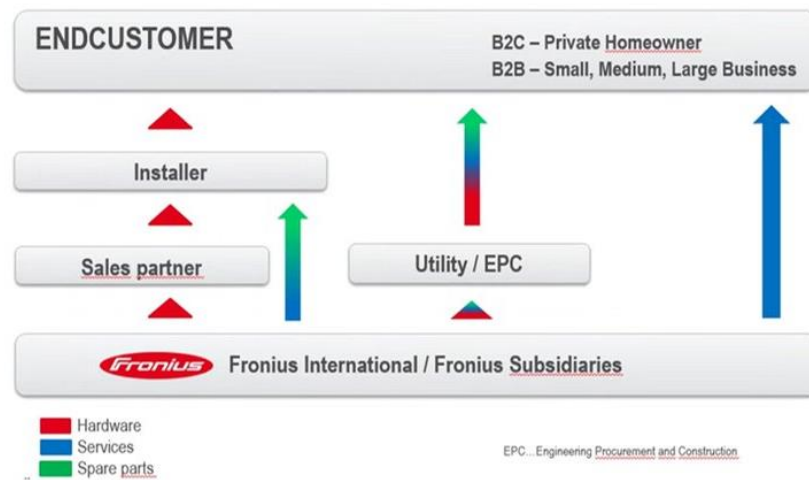 ENDCUSTOMER
B2C – Private Homeowner
B2B – Small, Medium, Large Business
Installer
Sales partner
Utility / EPC
Fronius
Fronius International / Fronius Subsidiaries
Hardware
Services
Spare parts
EPC...Engineering Procurement and Construction